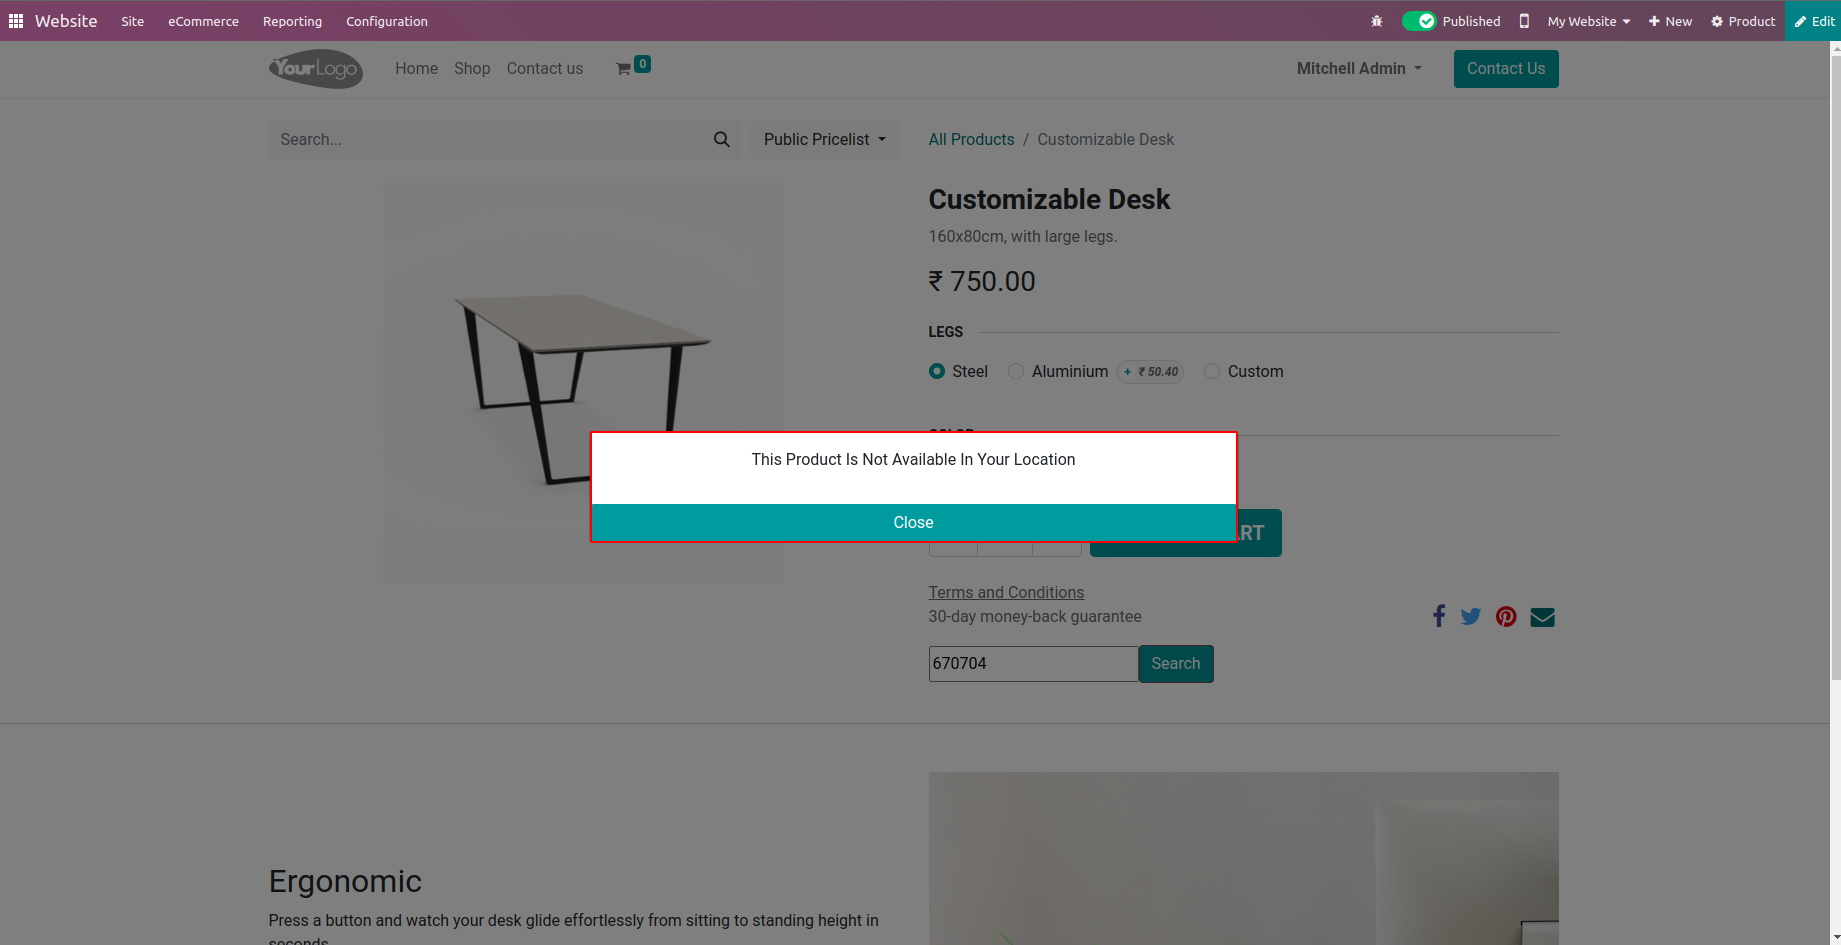 Website Site eCommerce Reporting Configuration Published My Website New Product Edit
YourLogo Home Shop Contact us 0 Mitchell Admin Contact Us
Search... Public Pricelist All Products / Customizable Desk
Customizable Desk
160x80cm, with large legs.
₹ 750.00
LEGS
Steel Aluminium + ₹ 50.40 Custom
This Product Is Not Available In Your Location
Close
Terms and Conditions
30-day money-back guarantee
670704 Search
Ergonomic
Press a button and watch your desk glide effortlessly from sitting to standing height in